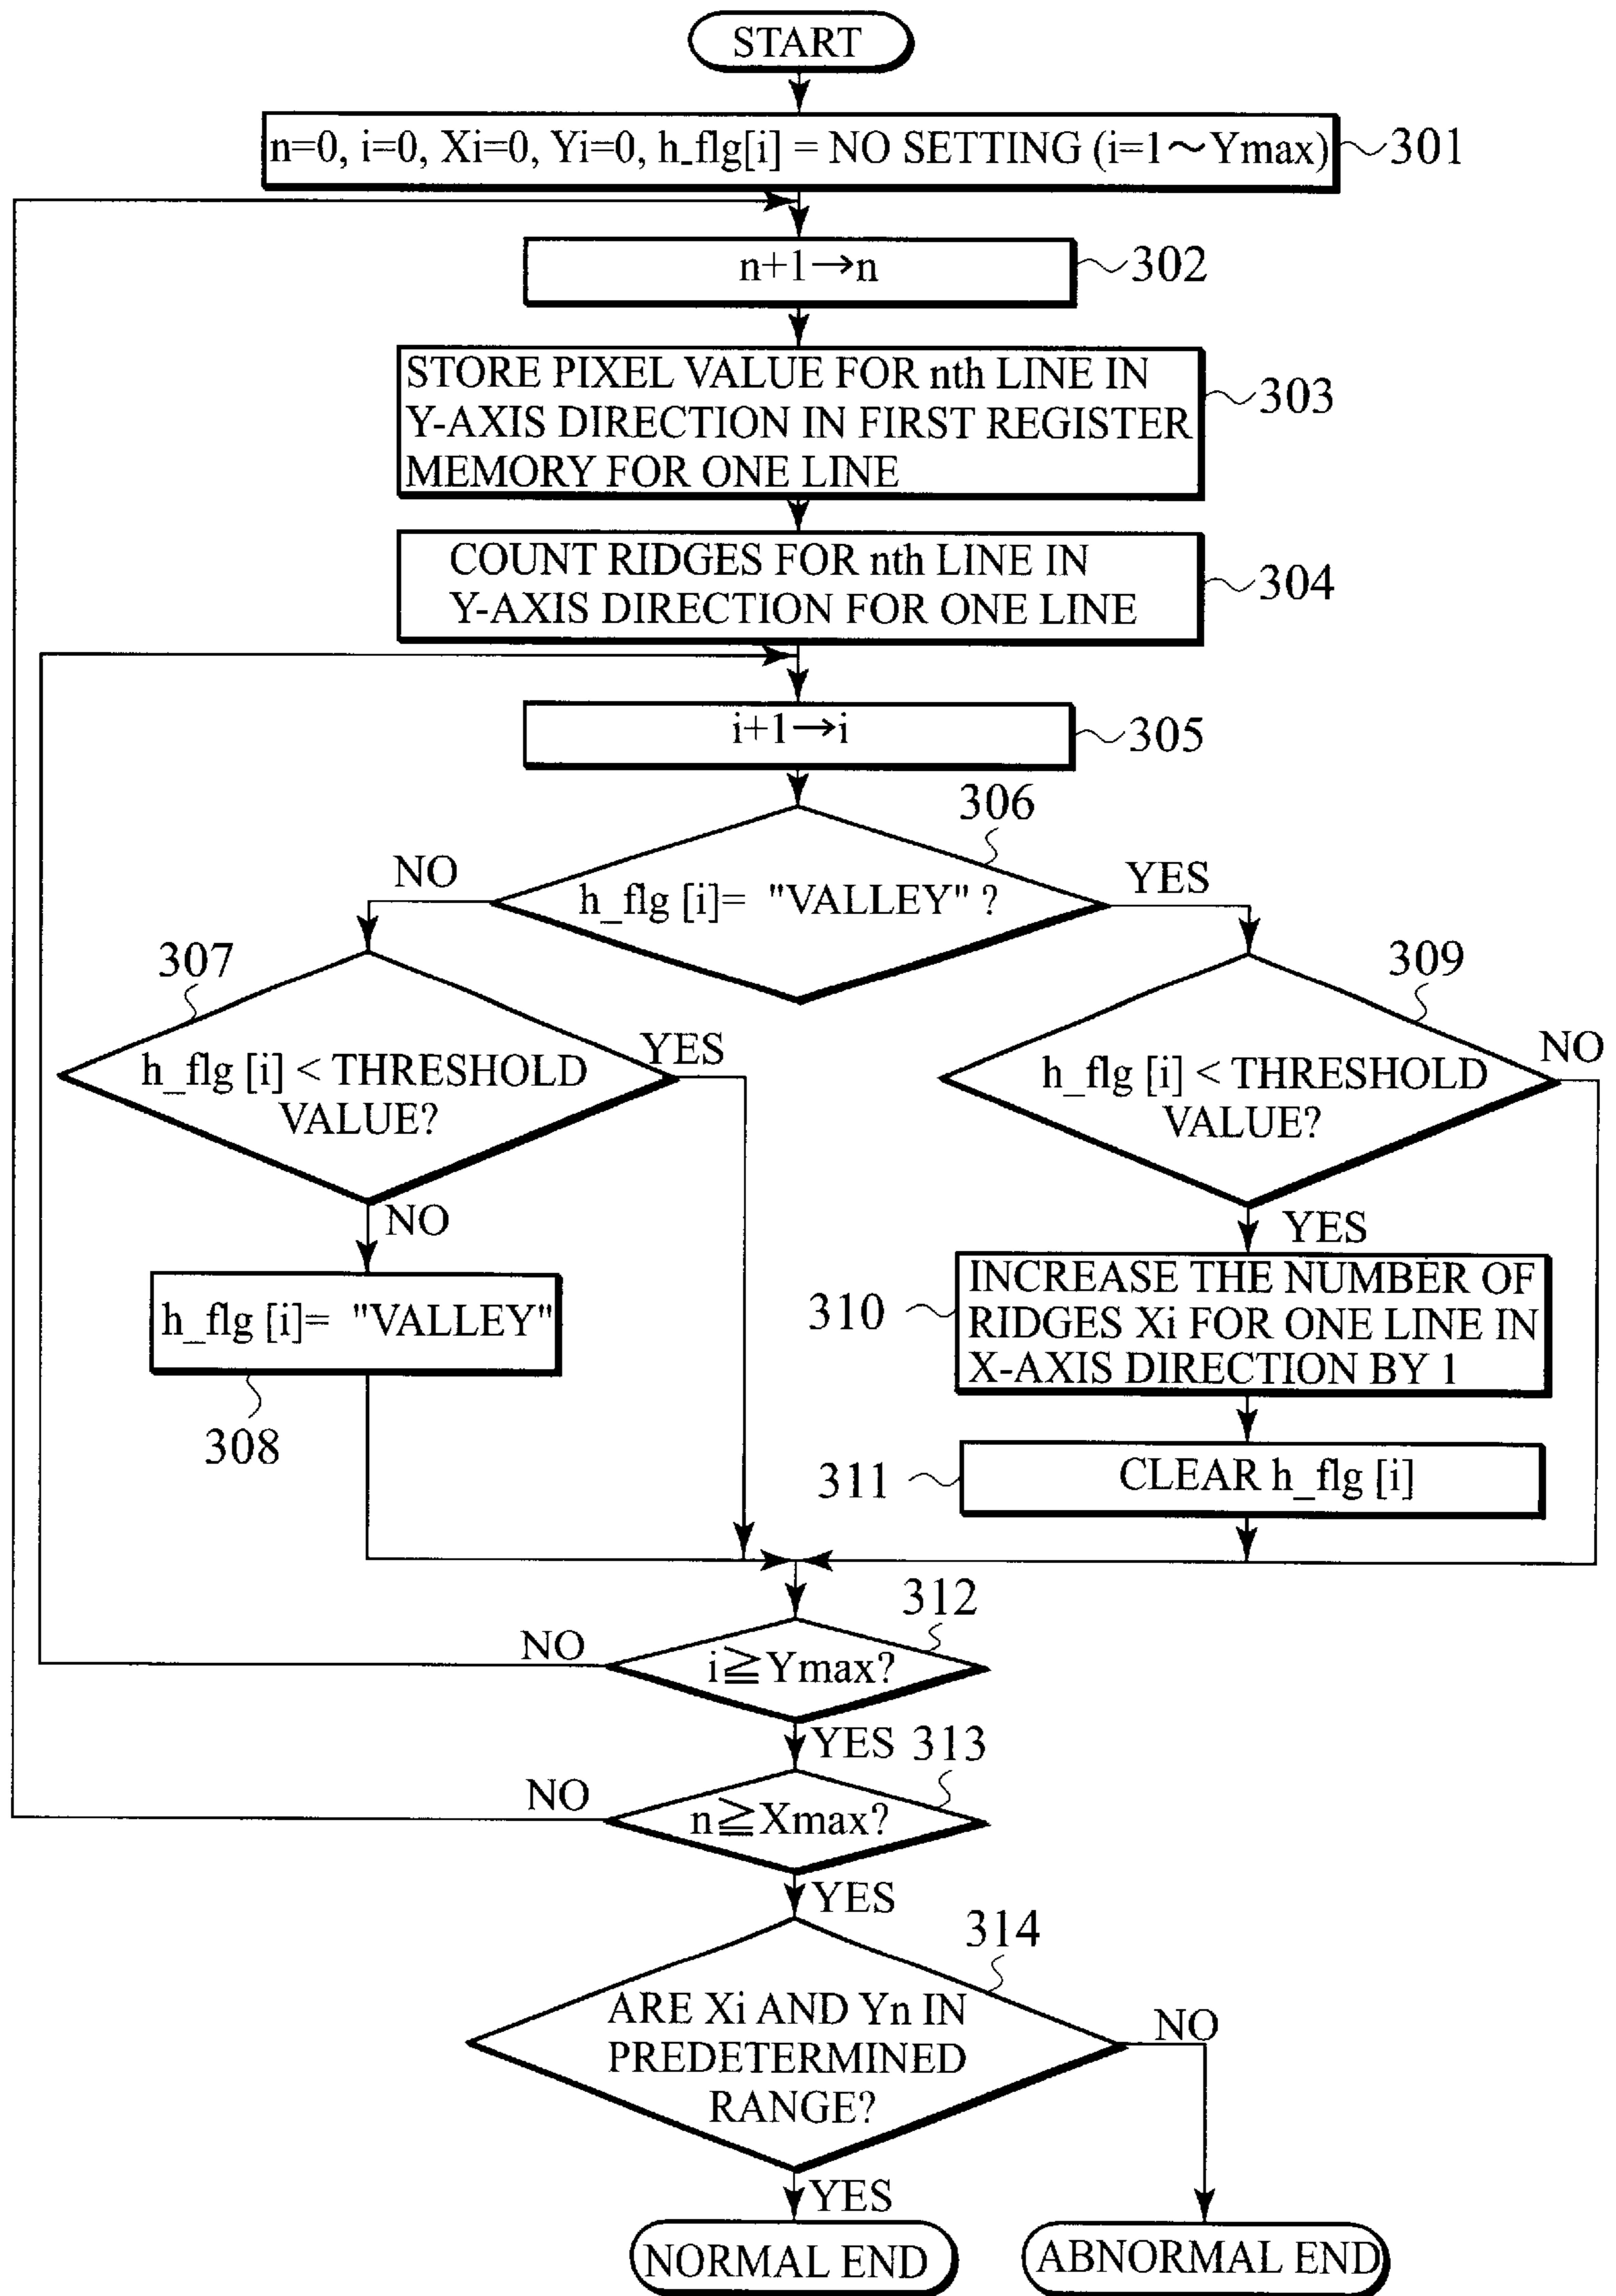 START
n=0, i=0, Xi=0, Yi=0, h_flg[i] = NO SETTING (i=1～Ymax)
301
n+1→n
302
STORE PIXEL VALUE FOR nth LINE IN
Y-AXIS DIRECTION IN FIRST REGISTER
MEMORY FOR ONE LINE
303
COUNT RIDGES FOR nth LINE IN
Y-AXIS DIRECTION FOR ONE LINE
304
i+1→i
305
306
h_flg [i]= "VALLEY" ?
NO
YES
307
h_flg [i] < THRESHOLD
VALUE?
YES
NO
309
h_flg [i] < THRESHOLD
VALUE?
NO
YES
h_flg [i]= "VALLEY"
308
310
INCREASE THE NUMBER OF
RIDGES Xi FOR ONE LINE IN
X-AXIS DIRECTION BY 1
311
CLEAR h_flg [i]
312
NO
i≧Ymax?
YES
313
NO
n≧Xmax?
YES
314
ARE Xi AND Yn IN
PREDETERMINED
RANGE?
NO
YES
NORMAL END
ABNORMAL END